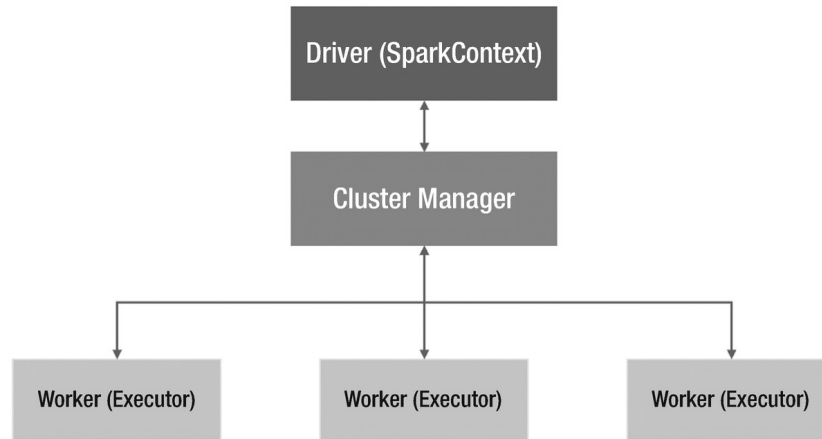 Driver (SparkContext)
Cluster Manager
Worker (Executor)
Worker (Executor)
Worker (Executor)